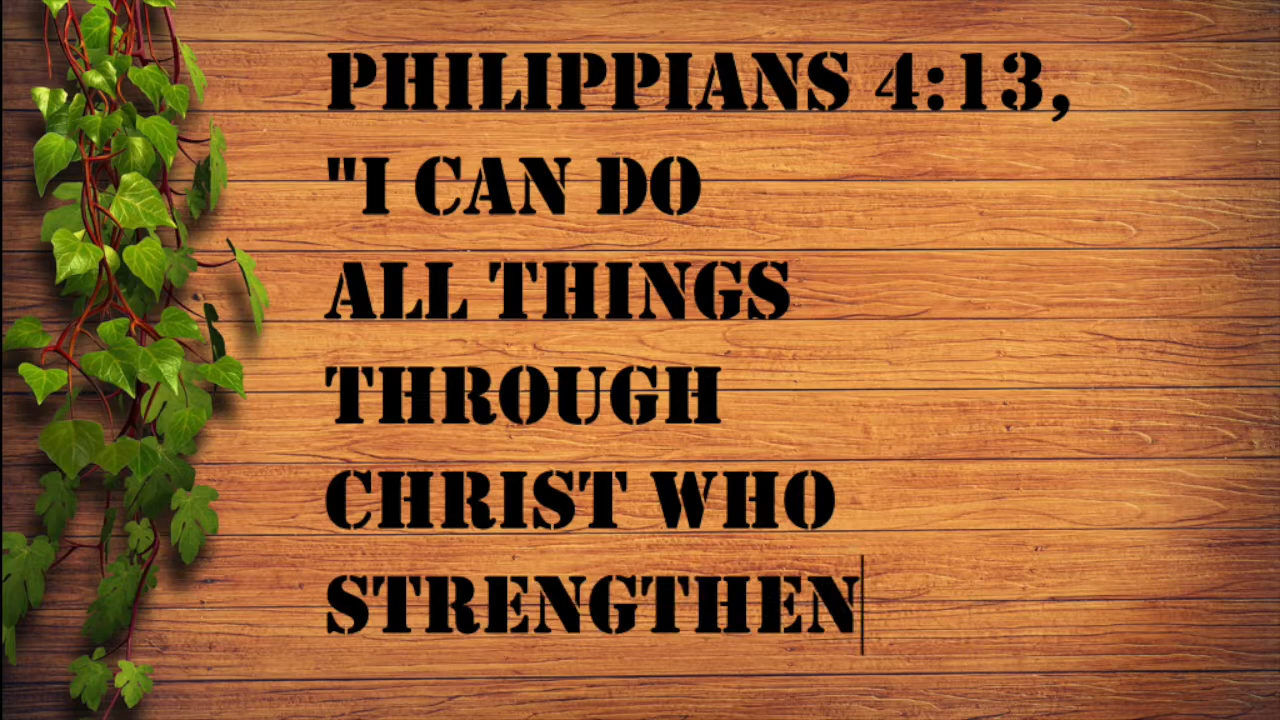 PHILIPPIANS 4:13,
"I CAN DO
ALL THINGS
THROUGH
CHRIST WHO
STRENGTHEN